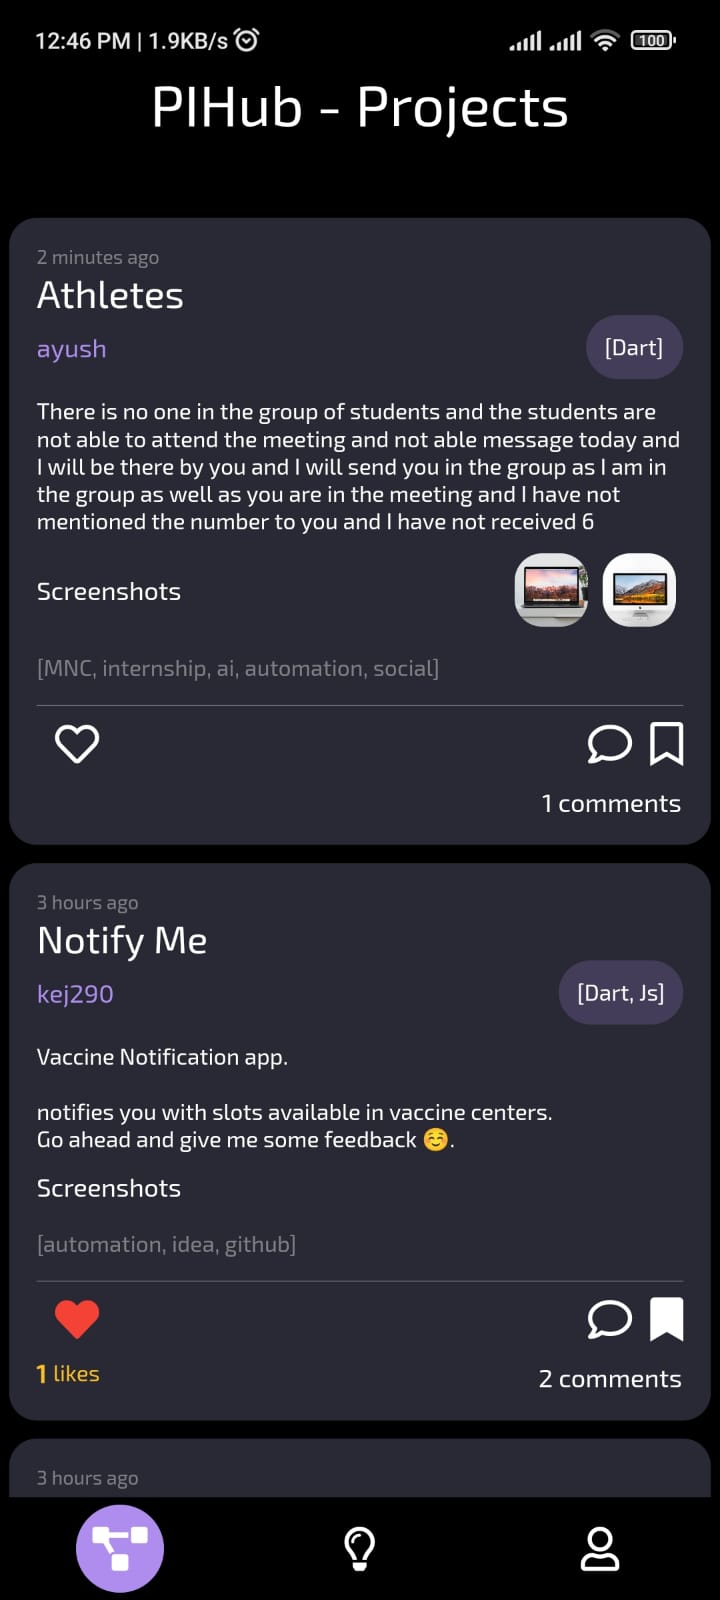 12:46 PM | 1.9KB/s
100
PIHub - Projects
2 minutes ago
Athletes
ayush
[Dart]
There is no one in the group of students and the students are
not able to attend the meeting and not able message today and
I will be there by you and I will send you in the group as I am in
the group as well as you are in the meeting and I have not
mentioned the number to you and I have not received 6
Screenshots
[MNC, internship, ai, automation, social]
1 comments
3 hours ago
Notify Me
kej290
[Dart, Js]
Vaccine Notification app.
notifies you with slots available in vaccine centers.
Go ahead and give me some feedback ☺️.
Screenshots
[automation, idea, github]
1 likes
2 comments
3 hours ago